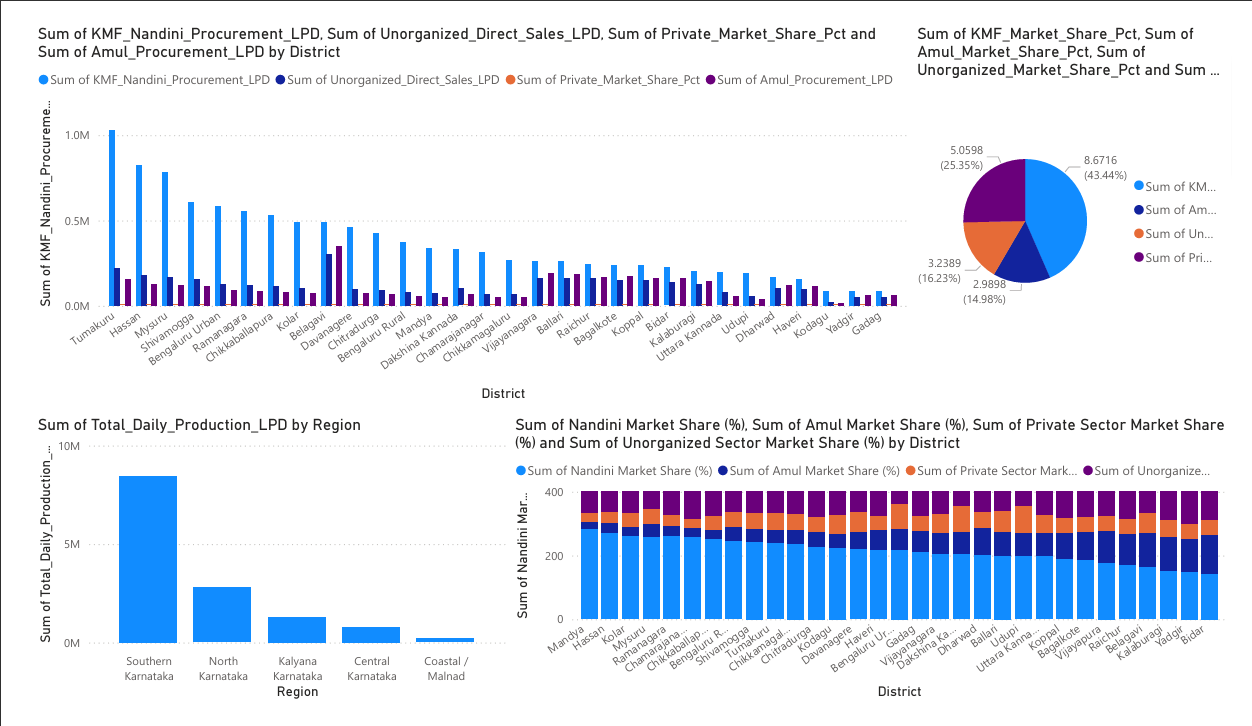 Sum of KMF_Nandini_Procurement_LPD, Sum of Unorganized_Direct_Sales_LPD, Sum of Private_Market_Share_Pct and
Sum of Amul_Procurement_LPD by District
Sum of KMF_Nandini_Procurement_LPD Sum of Unorganized_Direct_Sales_LPD Sum of Private_Market_Share_Pct Sum of Amul_Procurement_LPD
Sum of KMF_Nandini_Procureme...
1.0M
0.5M
0.0M
Tumakuru
Hassan
Mysuru
Shivamogga
Bengaluru Urban
Ramanagara
Chikkaballapura
Kolar
Belagavi
Davanagere
Chitradurga
Bengaluru Rural
Mandya
Dakshina Kannada
Chamarajanagar
Chikkamagaluru
Vijayanagara
Ballari
Raichur
Bagalkote
Koppal
Bidar
Kalaburagi
Uttara Kannada
Udupi
Dharwad
Haveri
Kodagu
Yadgir
Gadag
District
Sum of KMF_Market_Share_Pct, Sum of
Amul_Market_Share_Pct, Sum of
Unorganized_Market_Share_Pct and Sum ...
8.6716
(43.44%)
2.9898
(14.98%)
3.2389
(16.23%)
5.0598
(25.35%)
Sum of KM...
Sum of Am...
Sum of Un...
Sum of Pri...
Sum of Total_Daily_Production_LPD by Region
Sum of Total_Daily_Production_...
10M
5M
0M
Southern
Karnataka
North
Karnataka
Kalyana
Karnataka
Central
Karnataka
Coastal /
Malnad
Region
Sum of Nandini Market Share (%), Sum of Amul Market Share (%), Sum of Private Sector Market Share
(%) and Sum of Unorganized Sector Market Share (%) by District
Sum of Nandini Market Share (%) Sum of Amul Market Share (%) Sum of Private Sector Mark... Sum of Unorganize...
Sum of Nandini Mar...
400
200
0
Mandya
Hassan
Kolar
Mysuru
Ramanagara
Chamarajana...
Chikkaballap...
Bengaluru R...
Shivamogga
Tumakuru
Chikkamagal...
Chitradurga
Kodagu
Davanagere
Haveri
Bengaluru Ur...
Gadag
Vijayanagara
Dakshina Ka...
Dharwad
Ballari
Udupi
Uttara Kanna...
Koppal
Bagalkote
Vijayapura
Raichur
Belagavi
Kalaburagi
Yadgir
Bidar
District